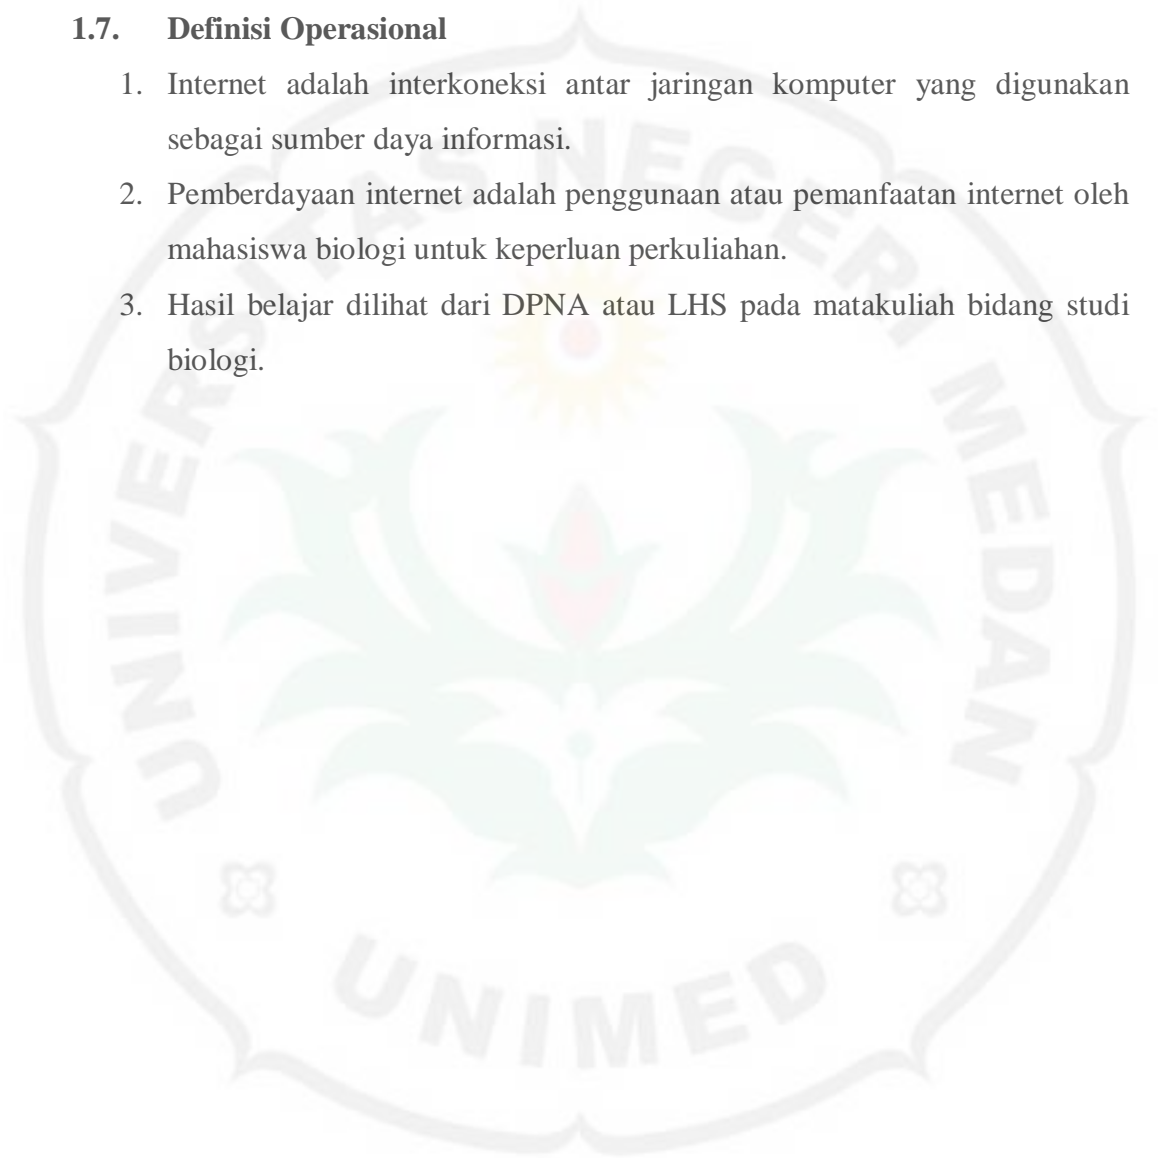 1.7. Definisi Operasional
1. Internet adalah interkoneksi antar jaringan komputer yang digunakan
sebagai sumber daya informasi.
2. Pemberdayaan internet adalah penggunaan atau pemanfaatan internet oleh
mahasiswa biologi untuk keperluan perkuliahan.
3. Hasil belajar dilihat dari DPNA atau LHS pada matakuliah bidang studi
biologi.
UNIVERSITAS NEGERI MEDAN
UNIMED